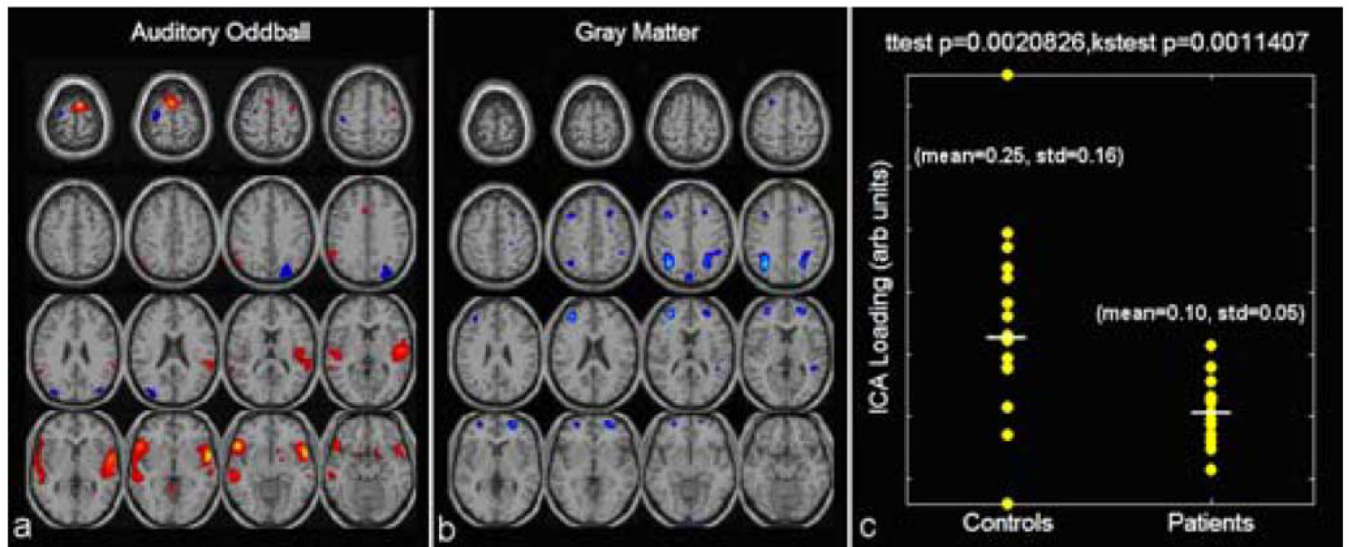 Auditory Oddball
Gray Matter
ttest p=0.0020826,kstest p=0.0011407
(mean=0.25, std=0.16)
(mean=0.10, std=0.05)
ICA Loading (arb units)
Controls
Patients
a
b
c